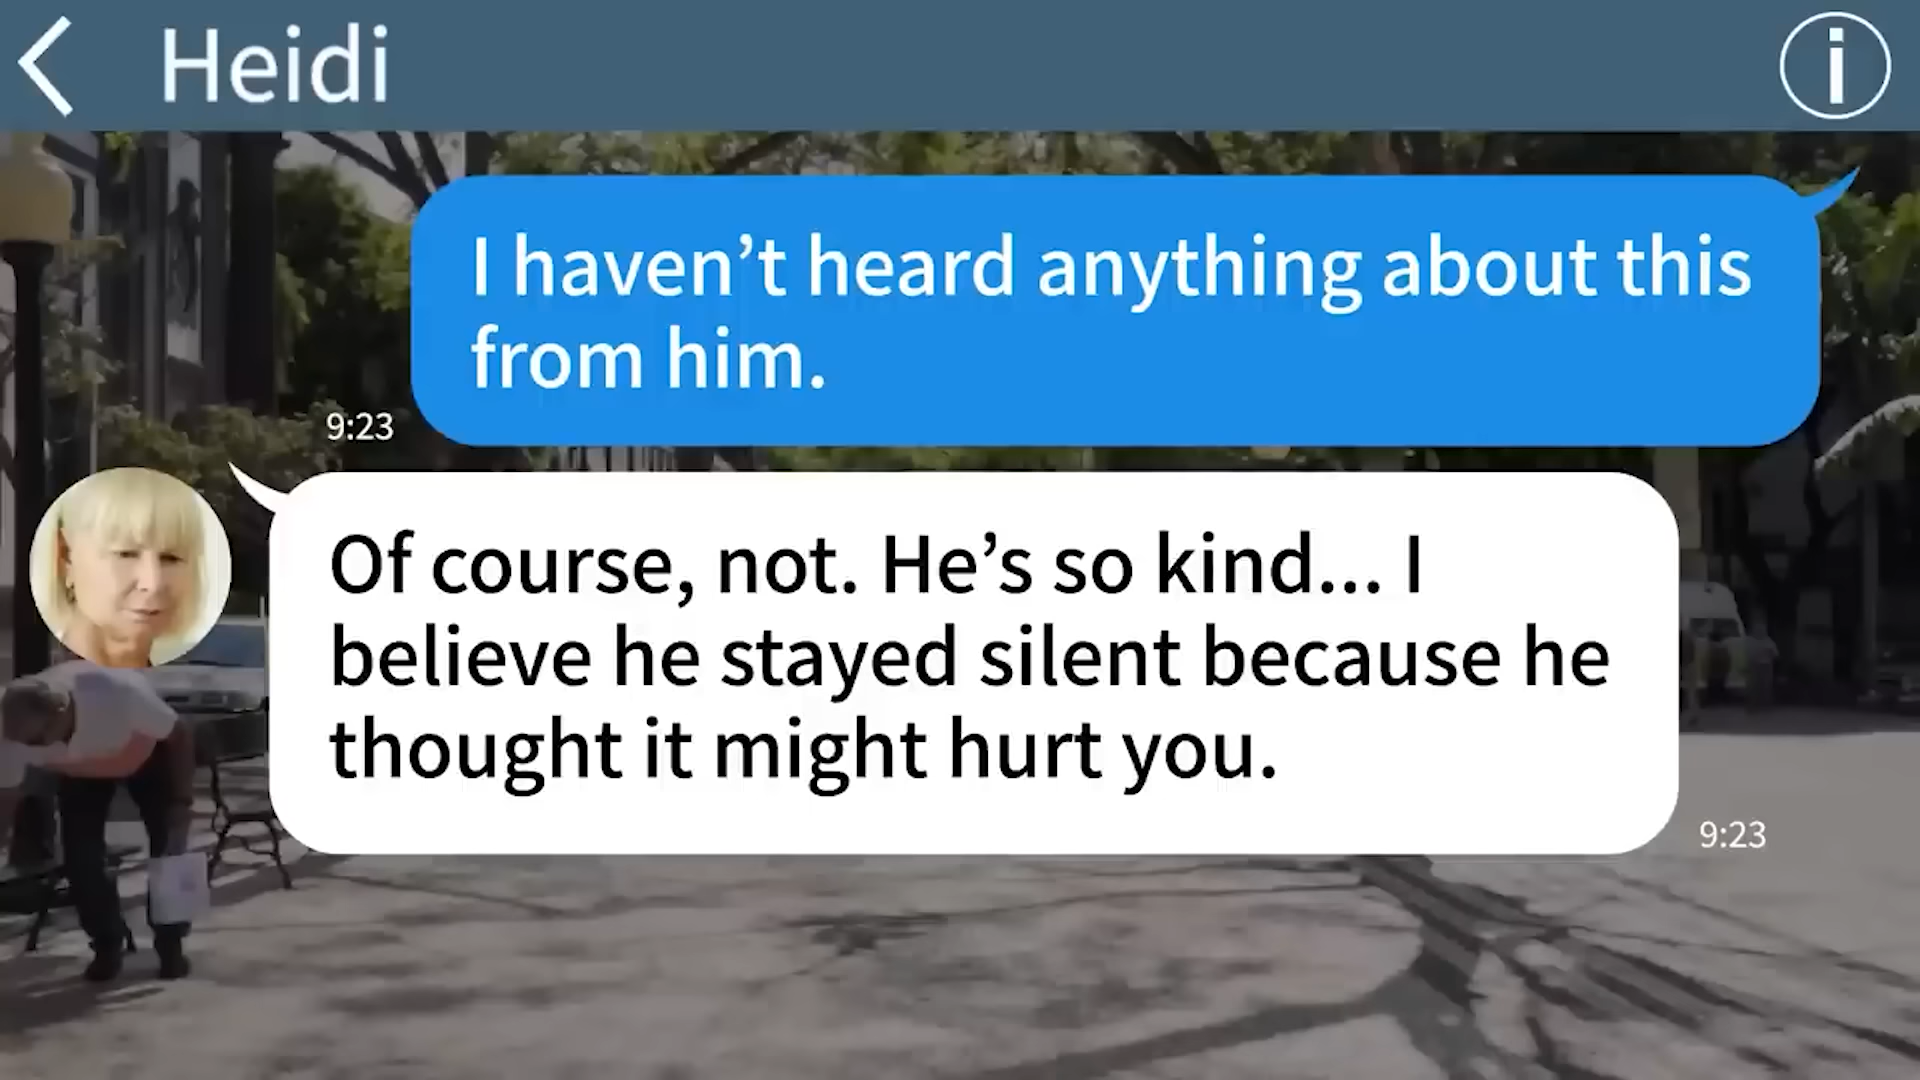 Heidi
I haven’t heard anything about this
from him.
9:23
Of course, not. He’s so kind... I
believe he stayed silent because he
thought it might hurt you.
9:23